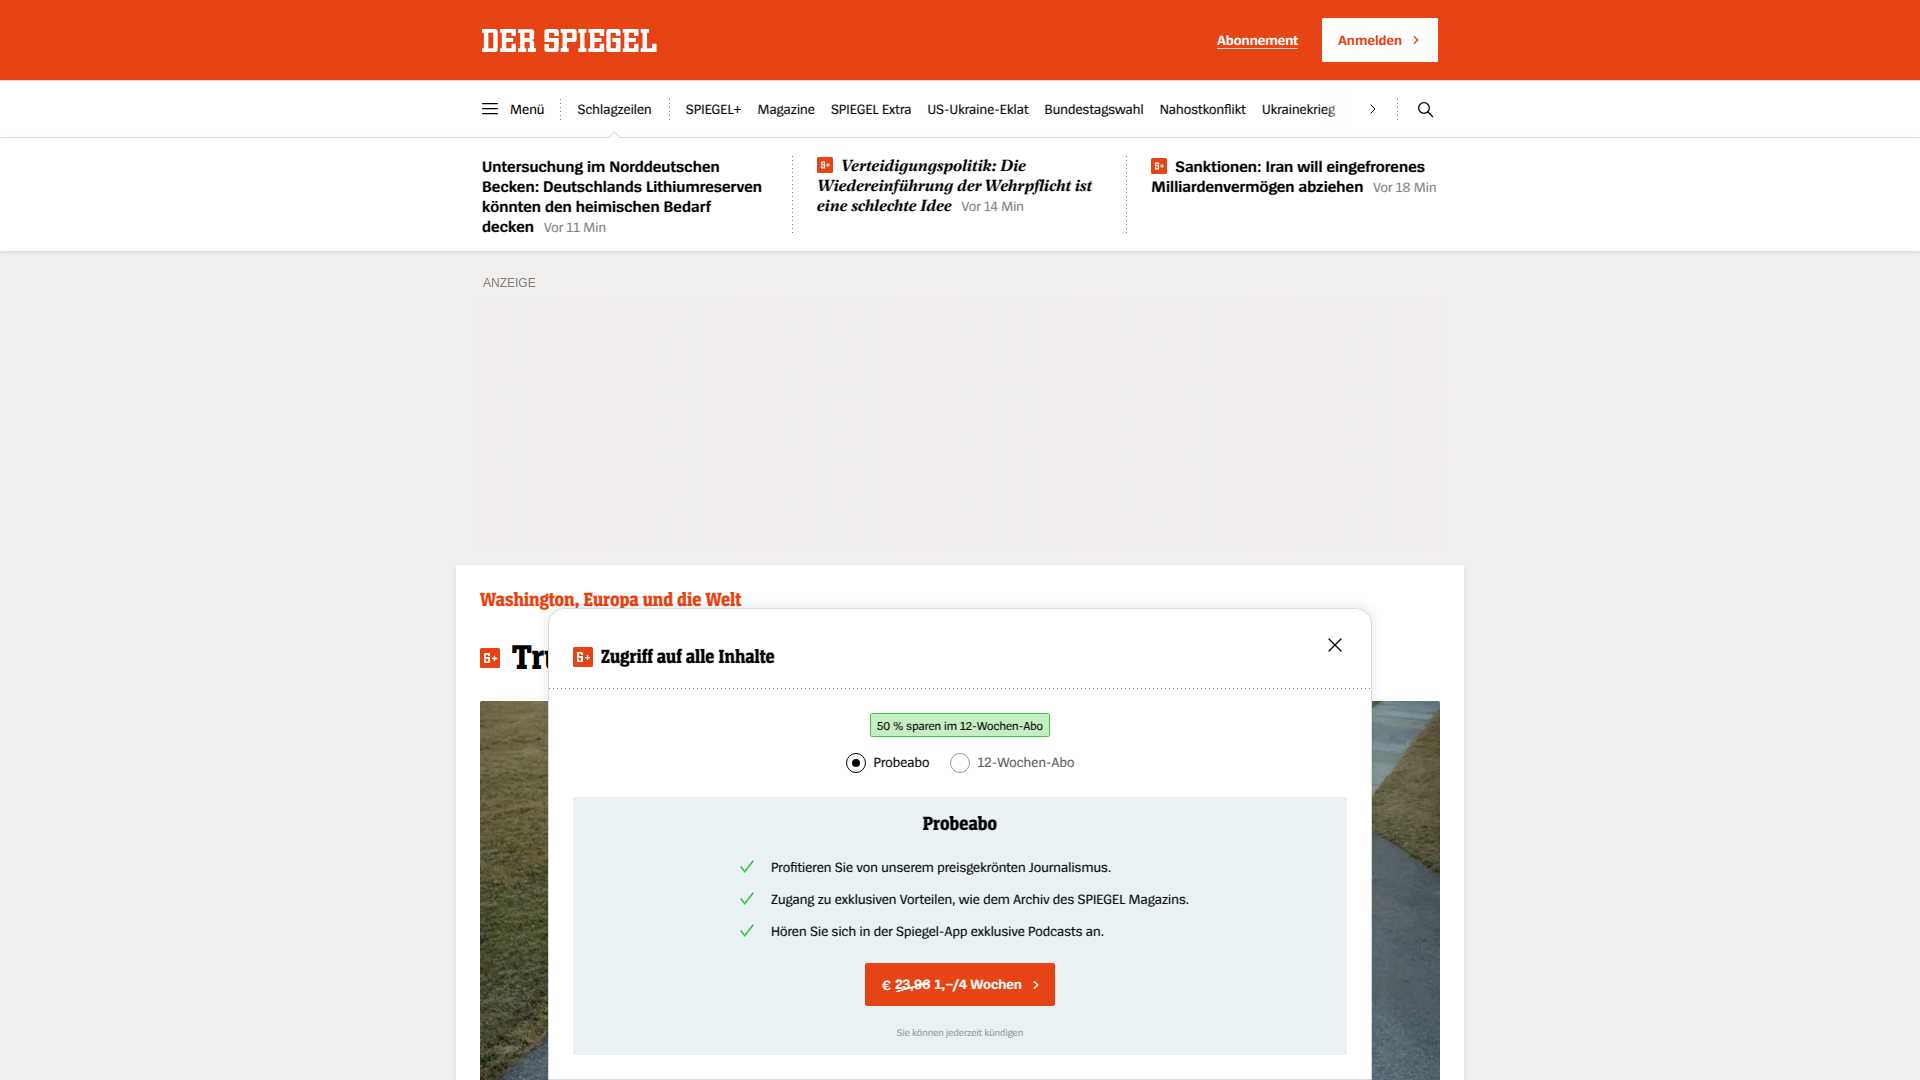 DER SPIEGEL
Abonnement
Anmelden
Menü
Schlagzeilen
SPIEGEL+
Magazine
SPIEGEL Extra
US-Ukraine-Eklat
Bundestagswahl
Nahostkonflikt
Ukrainekrieg
Untersuchung im Norddeutschen
Becken: Deutschlands Lithiumreserven
könnten den heimischen Bedarf
decken Vor 11 Min
S+ Verteidigungspolitik: Die
Wiedereinführung der Wehrpflicht ist
eine schlechte Idee Vor 14 Min
S+ Sanktionen: Iran will eingefrorenes
Milliardenvermögen abziehen Vor 18 Min
ANZEIGE
Washington, Europa und die Welt
S+
S+ Zugriff auf alle Inhalte
50 % sparen im 12-Wochen-Abo
Probeabo
12-Wochen-Abo
Probeabo
Profitieren Sie von unserem preisgekrönten Journalismus.
Zugang zu exklusiven Vorteilen, wie dem Archiv des SPIEGEL Magazins.
Hören Sie sich in der Spiegel-App exklusive Podcasts an.
€ 23,96 1,–/4 Wochen
Sie können jederzeit kündigen